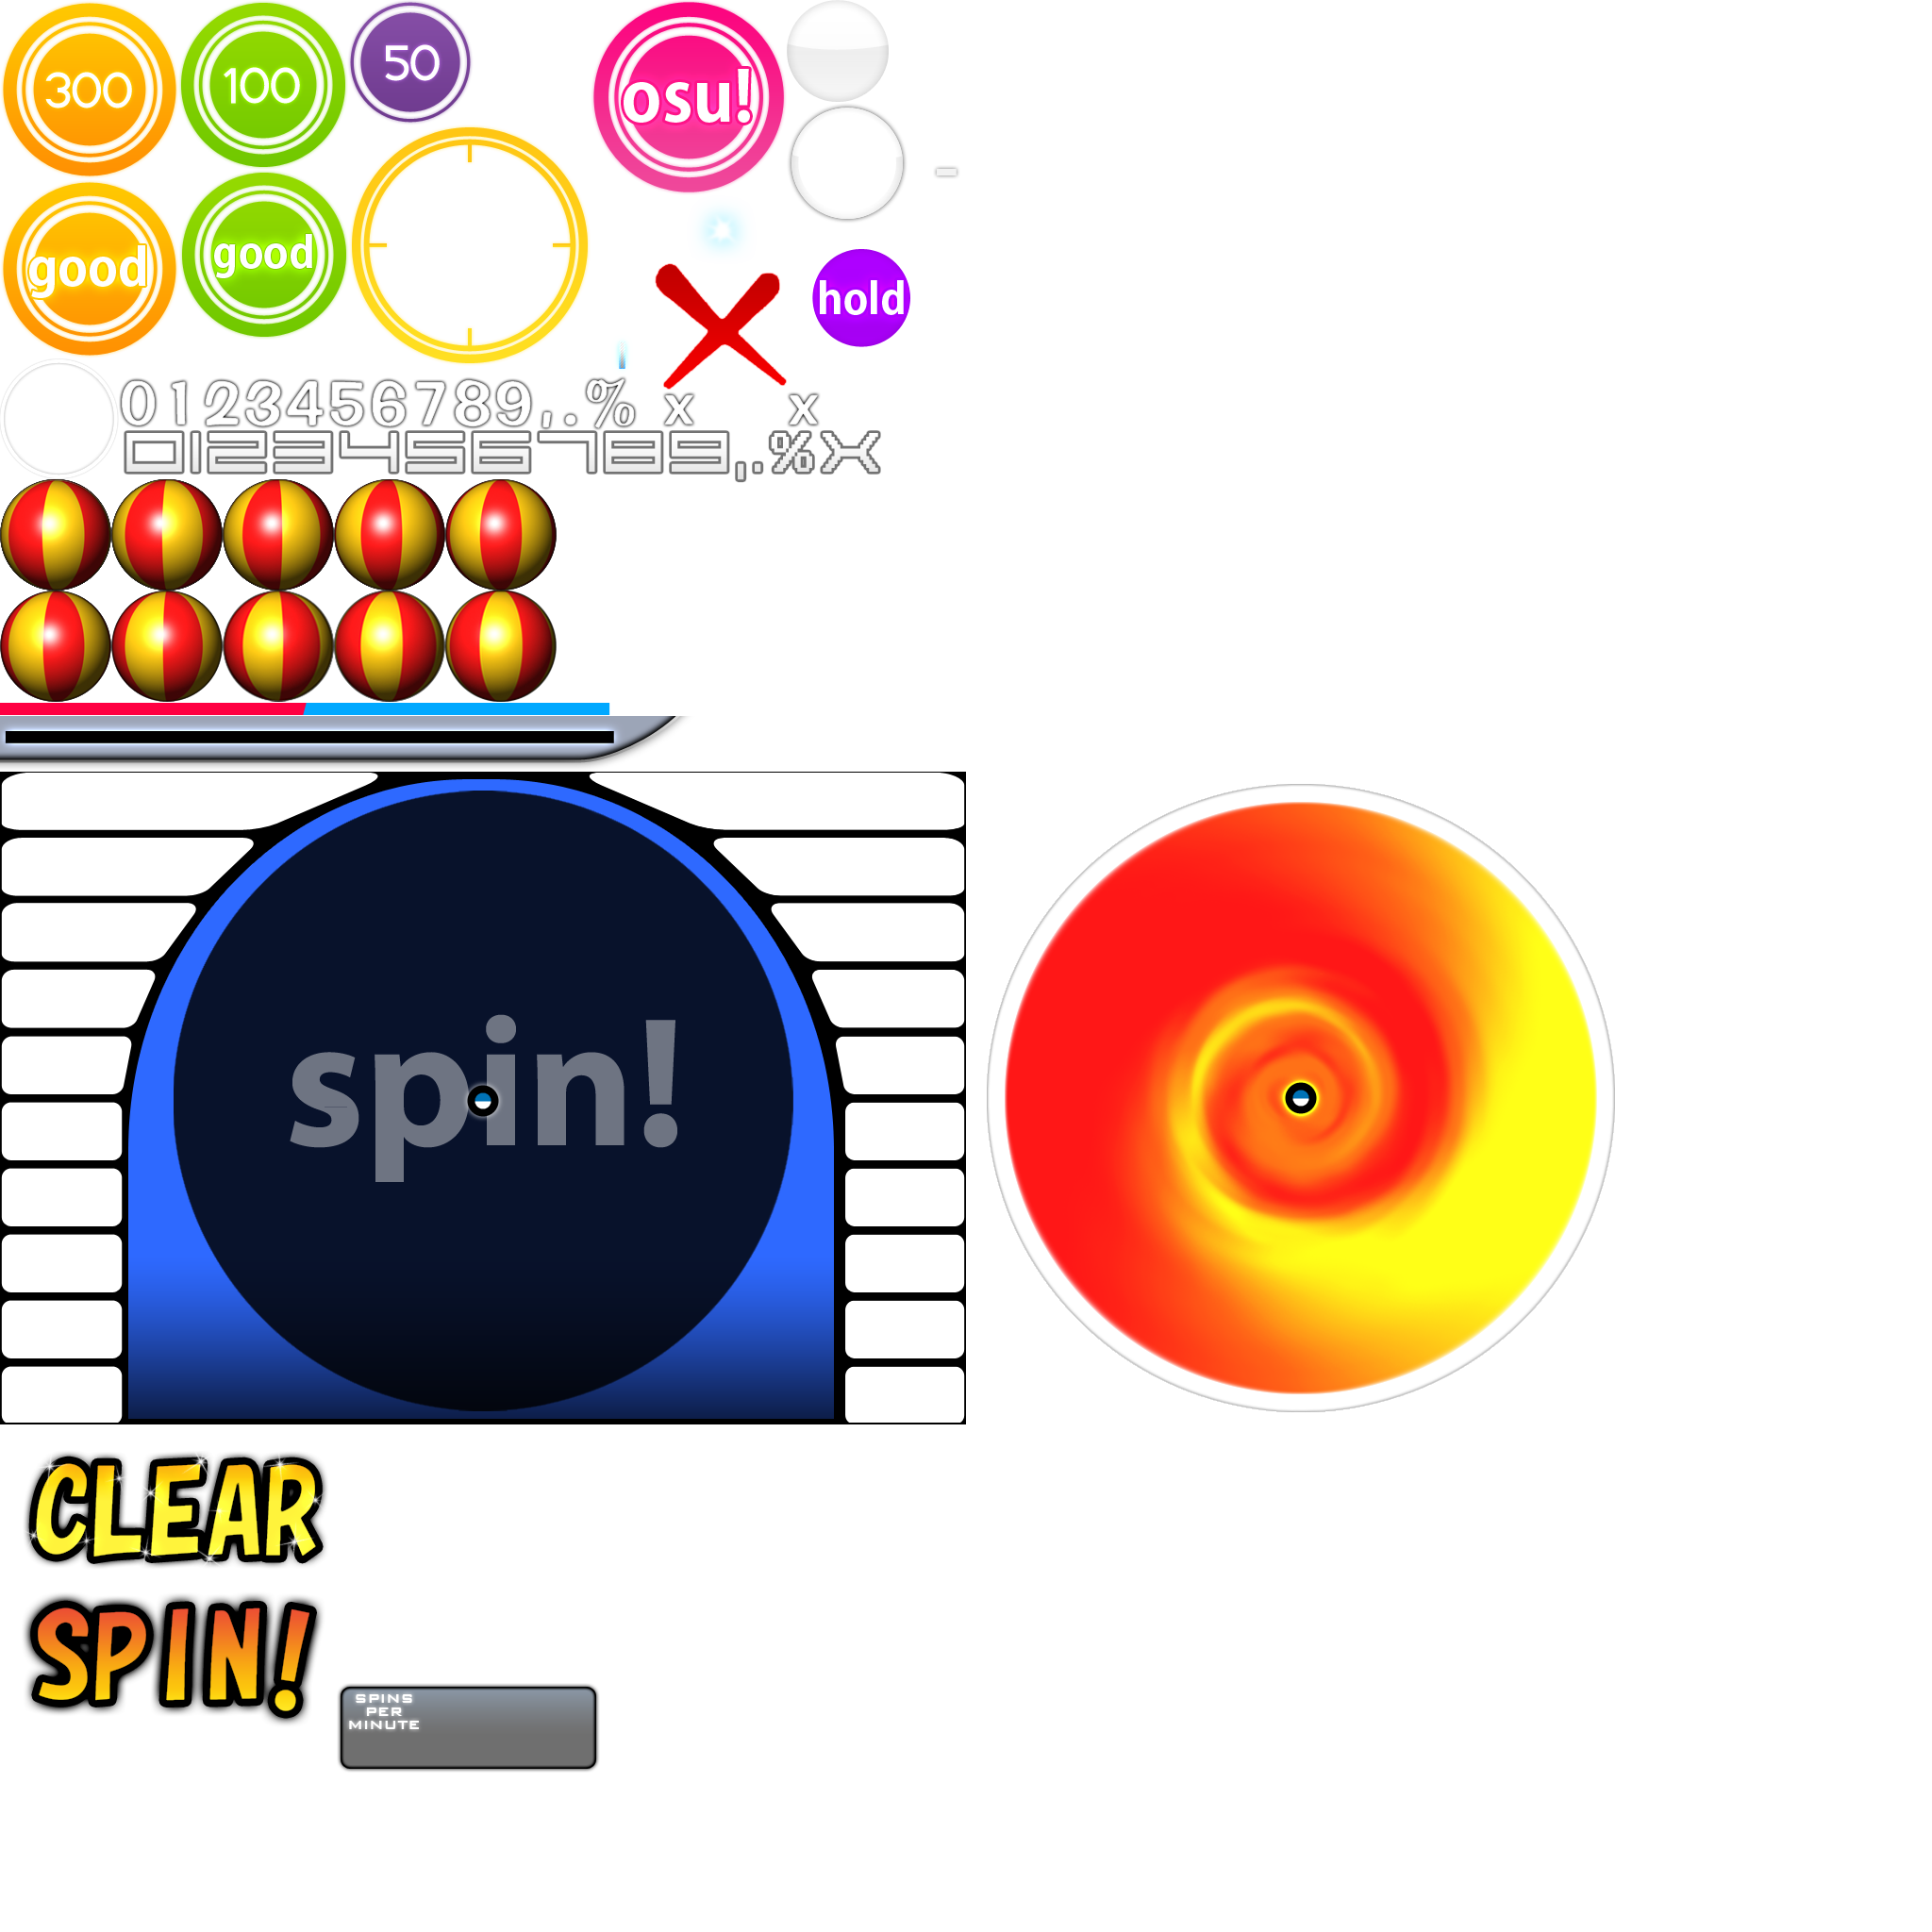 300
100
50
osu!
-
good
good
hold
0123456789,.% x x
0123456789,.%X
spin!
CLEAR
SPIN!
SPINS
PER
MINUTE